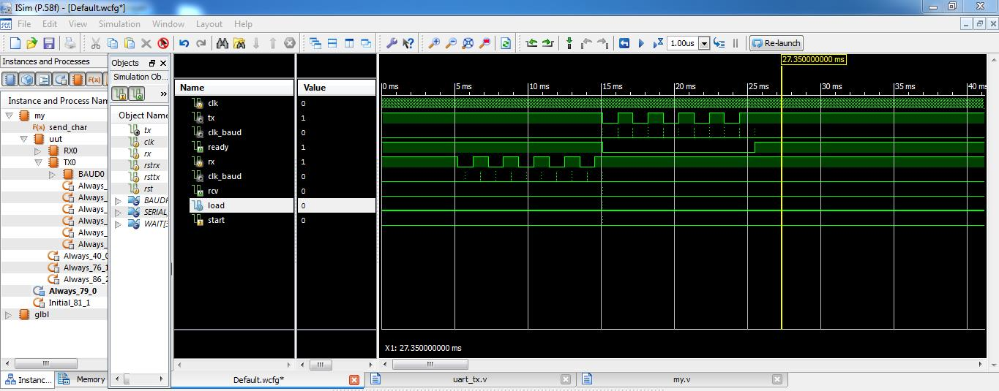 ISim (P.58f) - [Default.wcfg*]
File Edit View Simulation Window Layout Help
1.00us Re-launch
Instances and Processes
F(x)
Instance and Process Nan
my
F(x) send_char
uut
RX0
TX0
BAUD0
Always_
Always_
Always_
Always_
Always_
Always_
Always_40_0
Always_76_1
Always_86_2
Always_79_0
Initial_81_1
glbl
Instanc... Memory
Objects
Simulation Ob...
»
Object Name
tx
clk
rx
rstrx
rsttx
rst
BAUD
SERIAL_
WAIT[3
Name Value
clk 0
tx 1
clk_baud 0
ready 1
rx 1
clk_baud 0
rcv 0
load 0
start 0
27.350000000 ms
0 ms 5 ms 10 ms 15 ms 20 ms 25 ms 30 ms 35 ms 40 ms
X1: 27.350000000 ms
Default.wcfg* uart_tx.v my.v